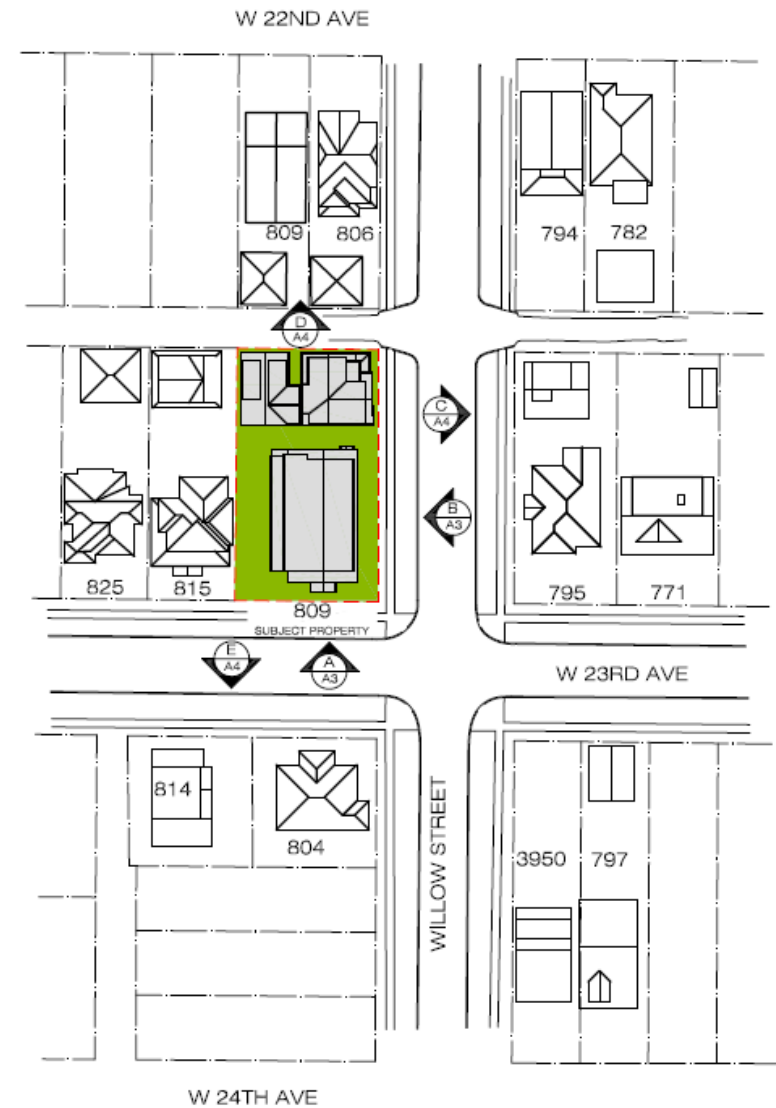 W 22ND AVE
809 806
794 782
D
A4
C
A4
B
A3
825 815
809
SUBJECT PROPERTY
795 771
E
A4
A
A3
W 23RD AVE
814
804
WILLOW STREET
3950 797
W 24TH AVE